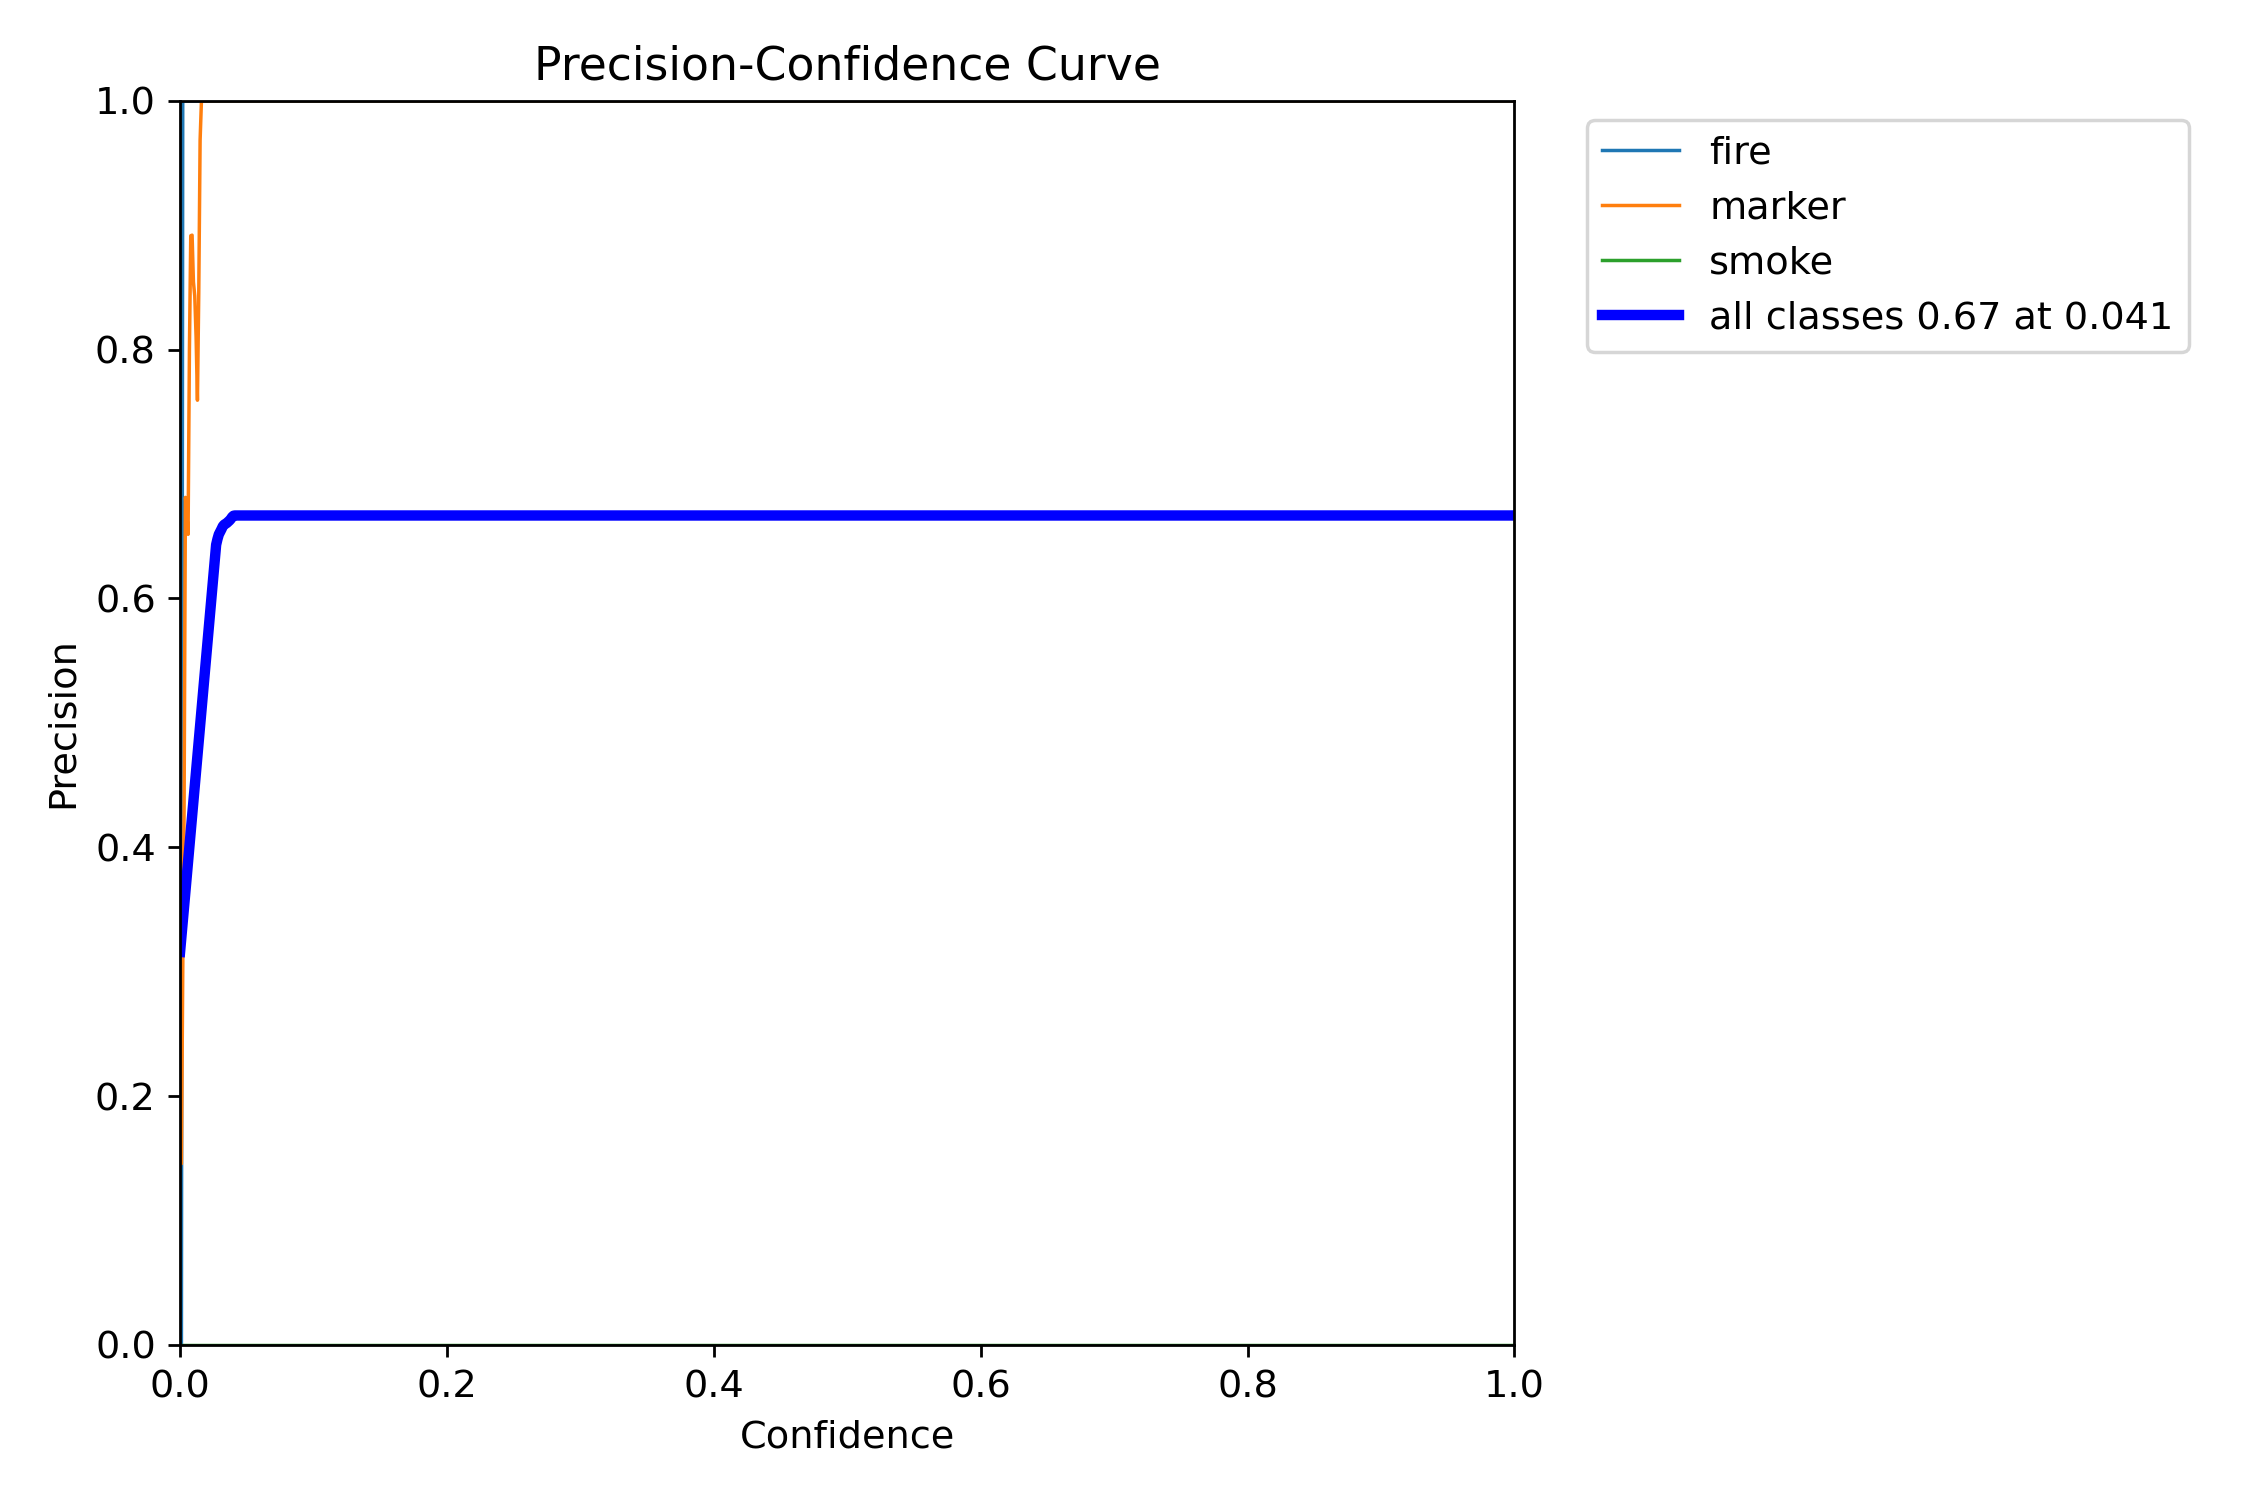 Precision-Confidence Curve
1.0
0.8
0.6
0.4
0.2
0.0
Precision
0.0 0.2 0.4 0.6 0.8 1.0
Confidence
fire
marker
smoke
all classes 0.67 at 0.041